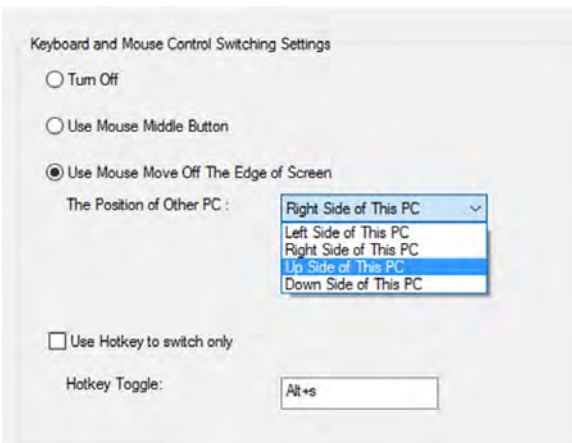 Keyboard and Mouse Control Switching Settings
Turn Off
Use Mouse Middle Button
Use Mouse Move Off The Edge of Screen
The Position of Other PC :
Right Side of This PC
Left Side of This PC
Right Side of This PC
Up Side of This PC
Down Side of This PC
Use Hotkey to switch only
Hotkey Toggle:
Alt+s